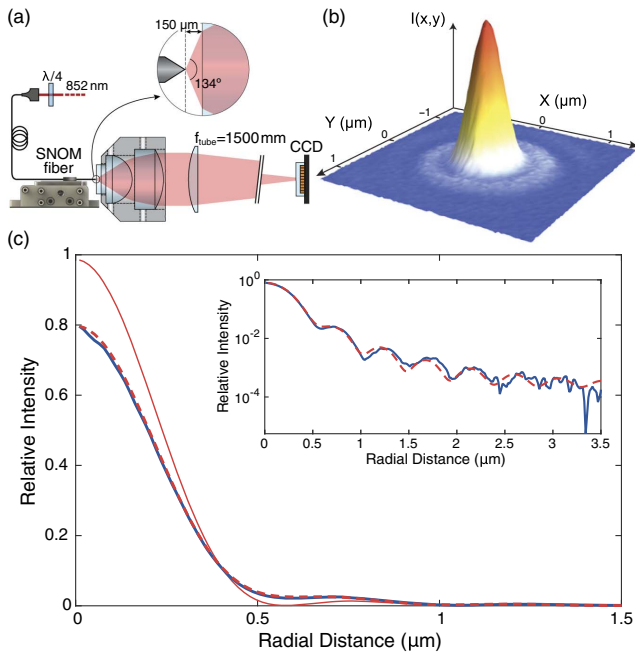 (a)
150 μm
134º
λ/4
852 nm
SNOM
fiber
f_tube=1500 mm
CCD
(b)
I(x,y)
Y (μm)
X (μm)
-1
0
1
-1
0
1
(c)
Relative Intensity
1
0.8
0.6
0.4
0.2
0
0
0.5
1
1.5
Radial Distance (μm)
Relative Intensity
10^0
10^-2
10^-4
0
0.5
1
1.5
2
2.5
3
3.5
Radial Distance (μm)